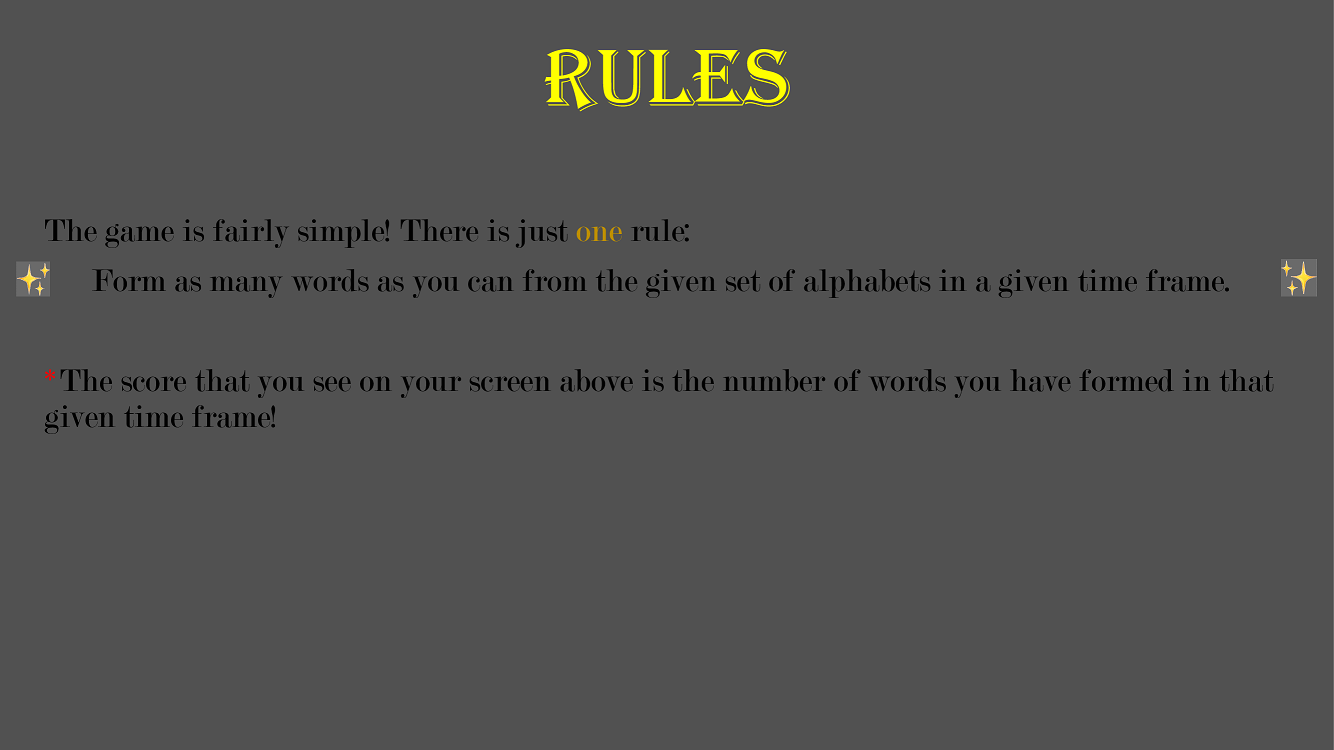 RULES
The game is fairly simple! There is just one rule:
Form as many words as you can from the given set of alphabets in a given time frame.
*The score that you see on your screen above is the number of words you have formed in that
given time frame!